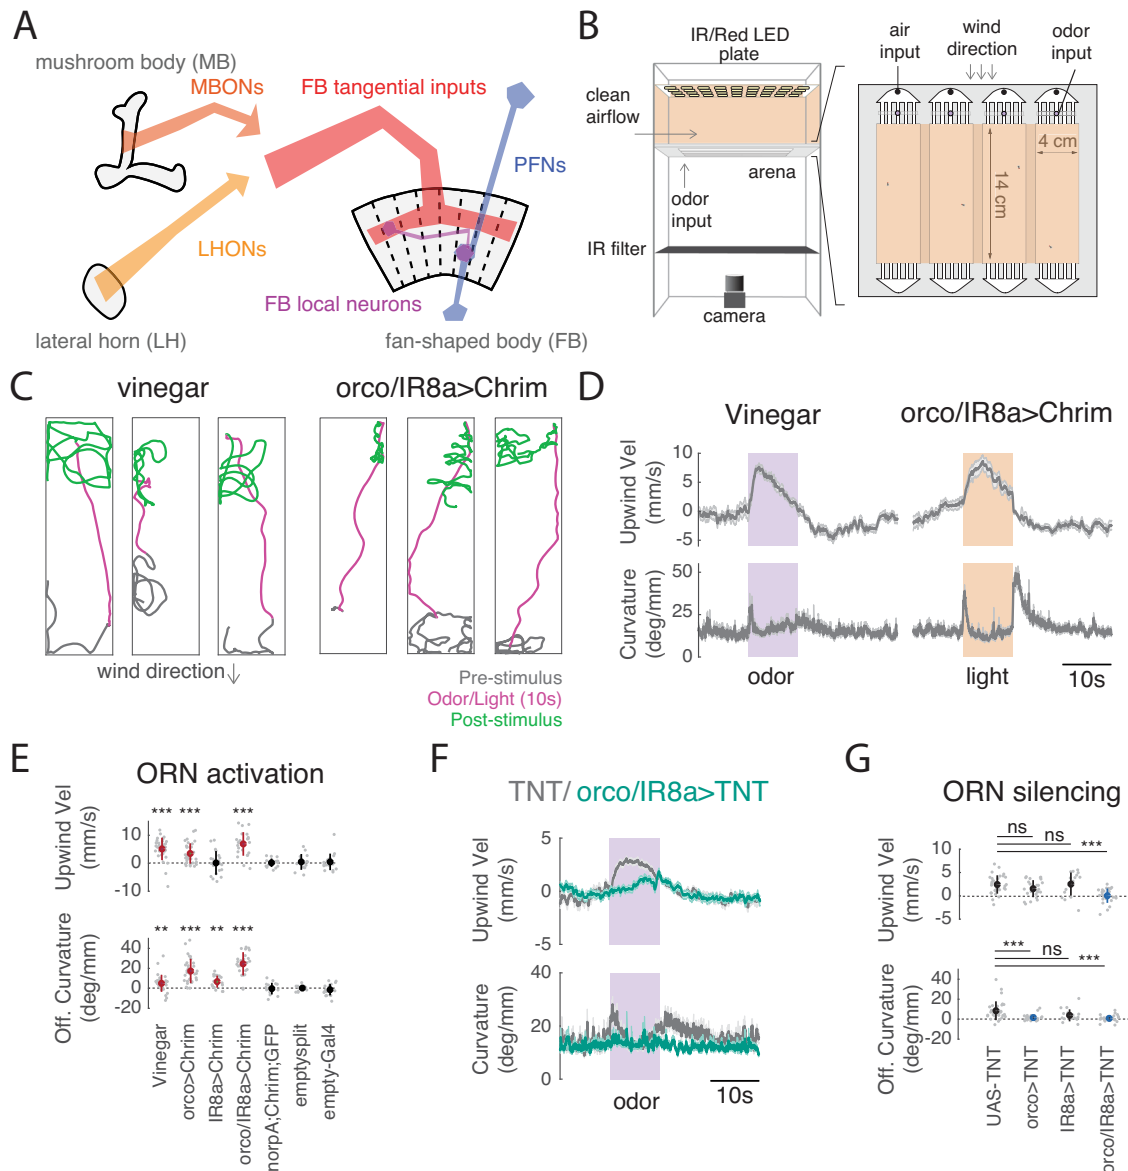 A
mushroom body (MB)
MBONs
FB tangential inputs
PFNs
LHONs
FB local neurons
lateral horn (LH)
fan-shaped body (FB)
B
IR/Red LED
plate
clean
airflow
arena
odor
input
IR filter
camera
air
input
wind
direction
odor
input
4 cm
14 cm
C
vinegar
orco/IR8a>Chrim
wind direction
Pre-stimulus
Odor/Light (10s)
Post-stimulus
D
Vinegar
orco/IR8a>Chrim
Upwind Vel
(mm/s)
10
5
0
-5
Curvature
(deg/mm)
50
25
0
odor
light
10s
E
ORN activation
Upwind Vel
(mm/s)
10
0
-10
*** *** ***
Off. Curvature
(deg/mm)
40
20
0
-20
** *** ** ***
Vinegar
orco>Chrim
IR8a>Chrim
orco/IR8a>Chrim
norpA;Chrim;GFP
emptysplit
empty-Gal4
F
TNT/orco/IR8a>TNT
Upwind Vel
(mm/s)
5
0
-5
Curvature
(deg/mm)
40
20
0
odor
10s
G
ORN silencing
ns
ns
***
Upwind Vel
(mm/s)
10
5
0
-5
***
ns
***
Off. Curvature
(deg/mm)
40
20
0
-20
UAS-TNT
orco>TNT
IR8a>TNT
orco/IR8a>TNT